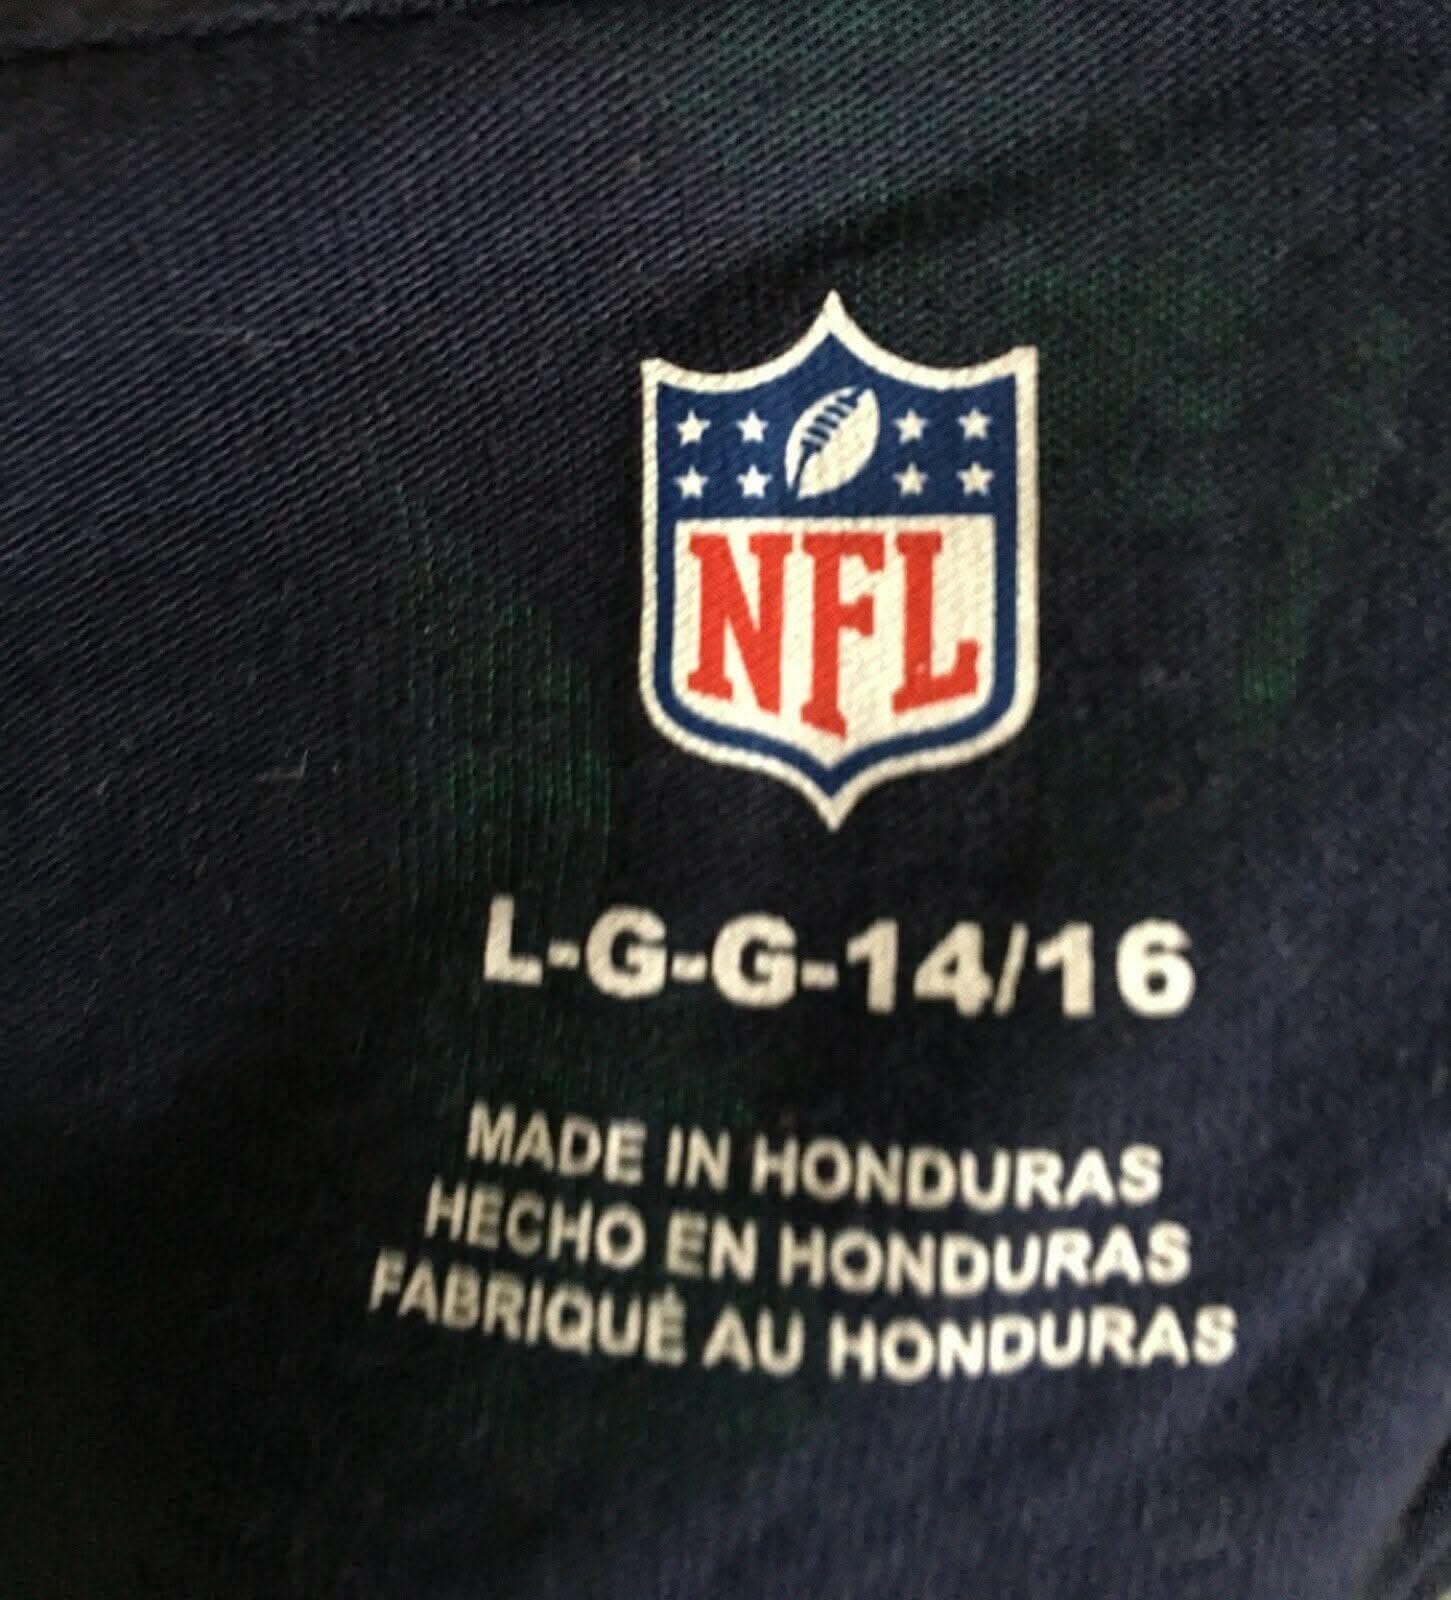 NFL
L-G-G-14/16
MADE IN HONDURAS
HECHO EN HONDURAS
FABRIQUÉ AU HONDURAS